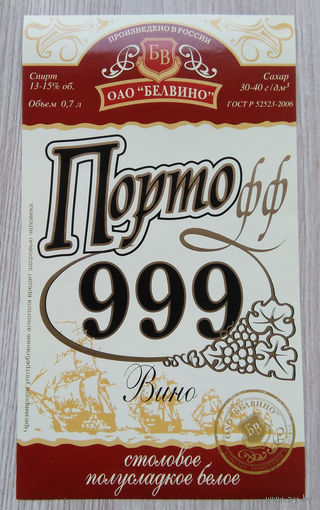 ПРОИЗВЕДЕНО В РОССИИ
БВ
ОАО "БЕЛВИНО"
Спирт
13-15% об.
Объем 0,7 л
Сахар
30-40 г/дм³
ГОСТ Р 52523-2006
Портофф
999
Вино
Чрезмерное употребление алкоголя вредит здоровью человека.
ОАО "БЕЛВИНО"
БВ
столовое
полусладкое белое